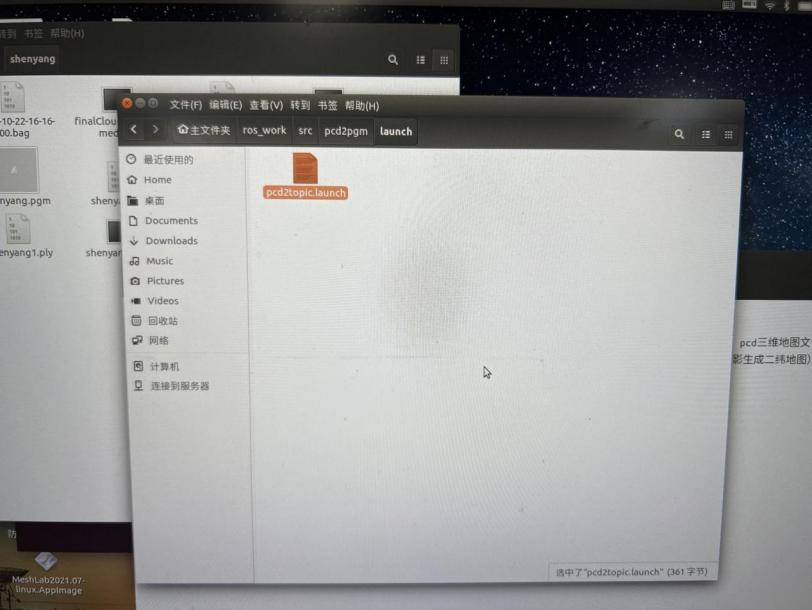 转到 书签 帮助(H)
shenyang
-10-22-16-16-
00.bag
finalClou
med
enyang.pgm
sheny
enyang1.ply
shenyar
文件(F) 编辑(E) 查看(V) 转到 书签 帮助(H)
主文件夹 ros_work src pcd2pgm launch
最近使用的
Home
桌面
Documents
Downloads
Music
Pictures
Videos
回收站
网络
计算机
连接到服务器
pcd2topic.launch
选中了"pcd2topic.launch" (361 字节)
pcd三维地图文
影生成二纬地图)
防
MeshLab2021.07-
linux.AppImage